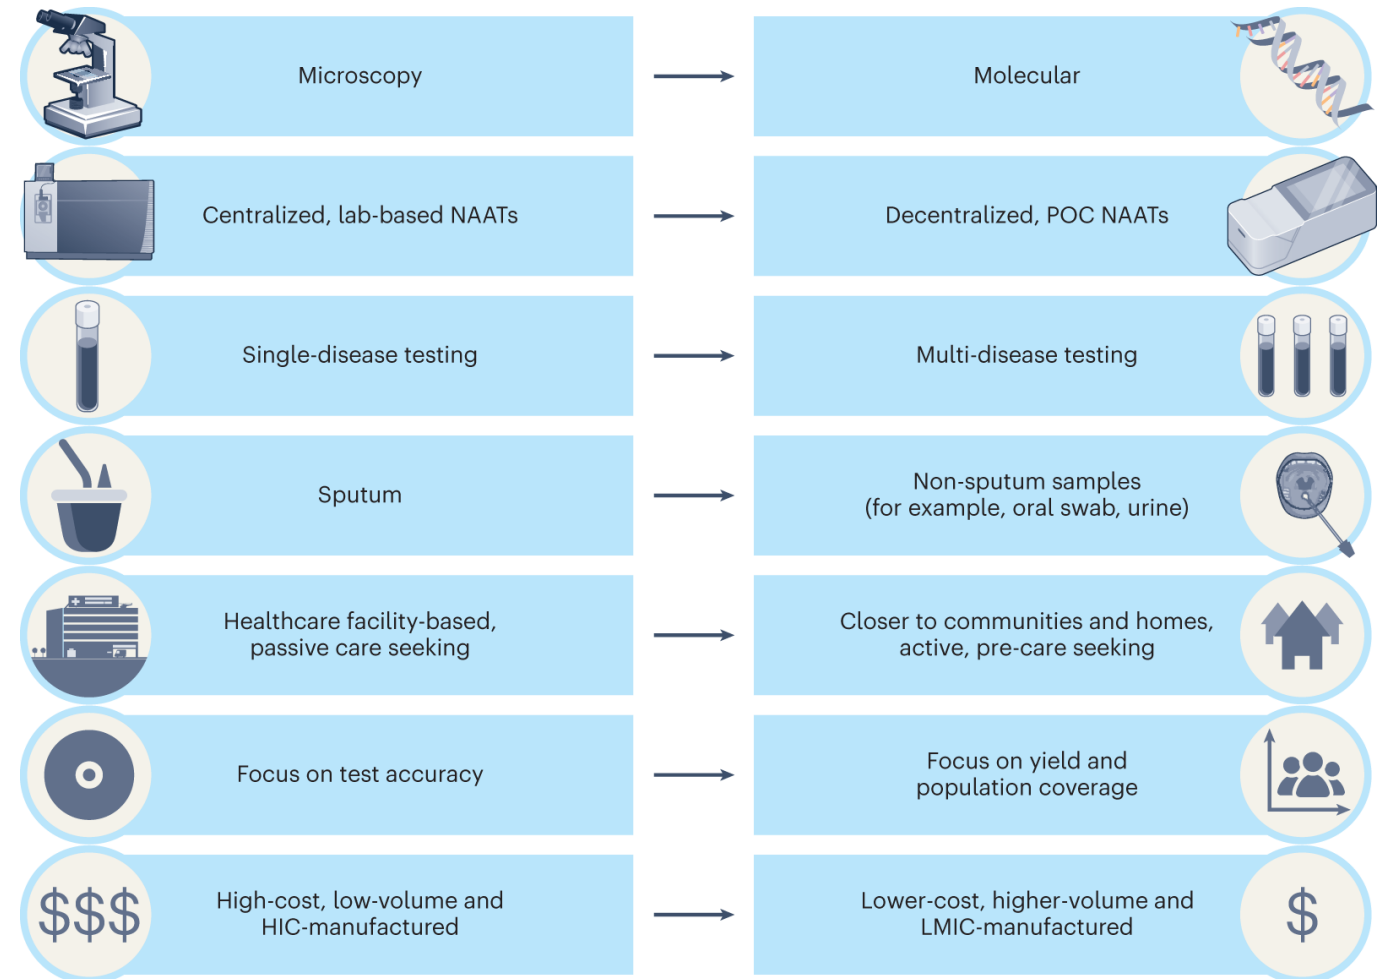 Microscopy
Molecular
Centralized, lab-based NAATs
Decentralized, POC NAATs
Single-disease testing
Multi-disease testing
Sputum
Non-sputum samples
(for example, oral swab, urine)
Healthcare facility-based,
passive care seeking
Closer to communities and homes,
active, pre-care seeking
Focus on test accuracy
Focus on yield and
population coverage
$$$
High-cost, low-volume and
HIC-manufactured
Lower-cost, higher-volume and
LMIC-manufactured
$